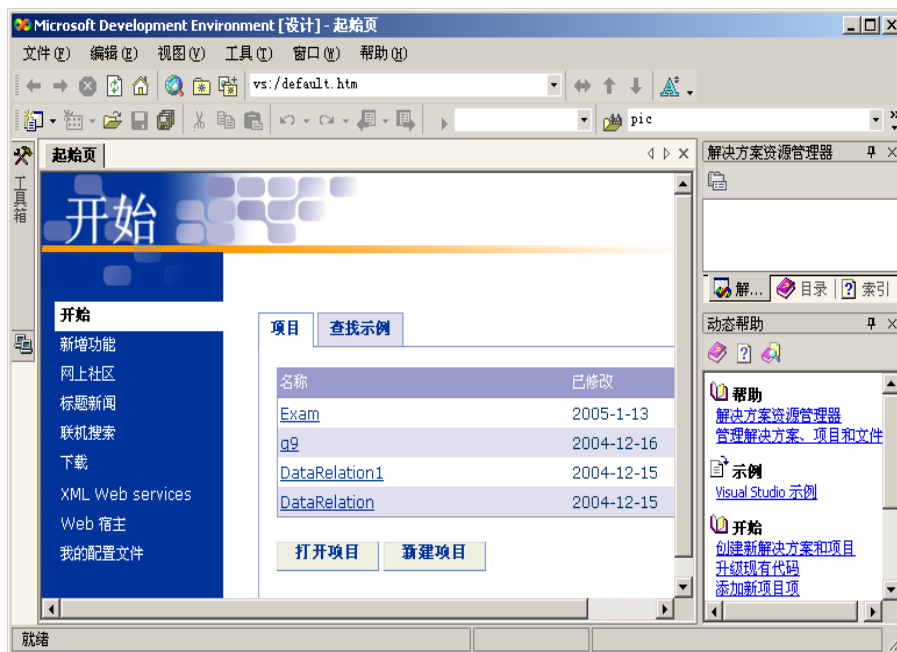 Microsoft Development Environment [设计] - 起始页
文件(F) 编辑(E) 视图(V) 工具(T) 窗口(W) 帮助(H)
vs:/default.htm
pic
起始页
工具箱
开始
开始
新增功能
网上社区
标题新闻
联机搜索
下载
XML Web services
Web 宿主
我的配置文件
项目 查找示例
名称 已修改
Exam 2005-1-13
q9 2004-12-16
DataRelation1 2004-12-15
DataRelation 2004-12-15
打开项目 新建项目
解决方案资源管理器
解... 目录 索引
动态帮助
帮助
解决方案资源管理器
管理解决方案、项目和文件
示例
Visual Studio 示例
开始
创建新解决方案和项目
升级现有代码
添加新项目项
就绪